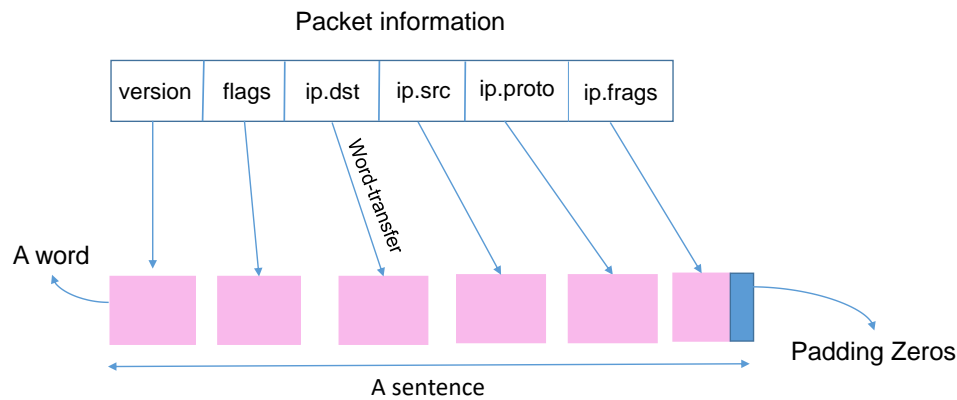 Packet information
version flags ip.dst ip.src ip.proto ip.frags
Word-transfer
A word
Padding Zeros
A sentence